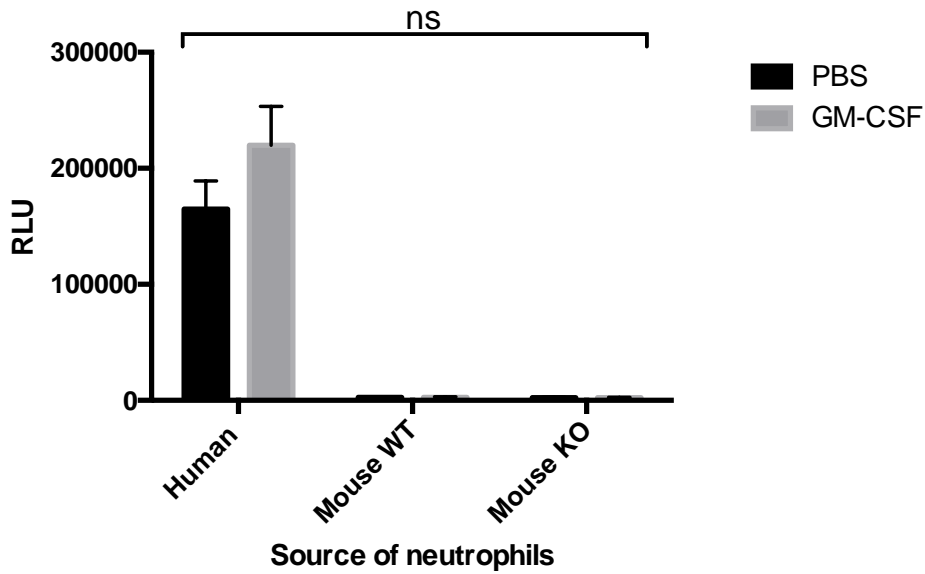 ns
300000
200000
100000
0
RLU
PBS
GM-CSF
Human
Mouse WT
Mouse KO
Source of neutrophils